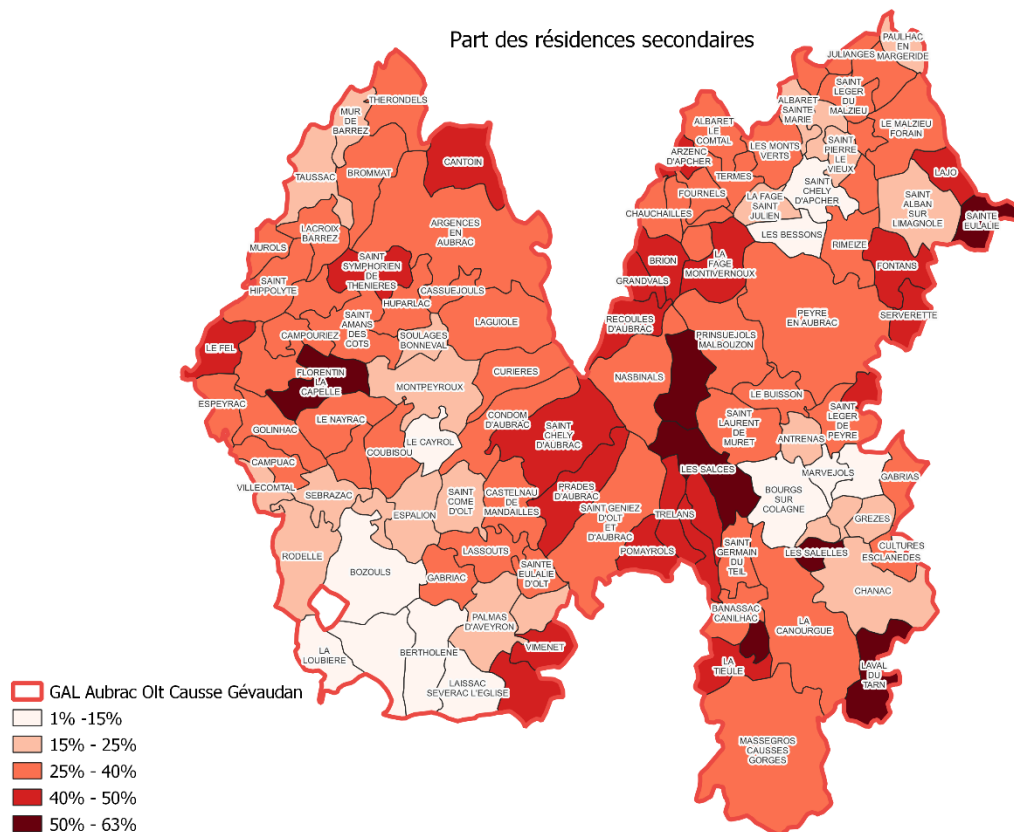 Part des résidences secondaires
PAULHAC
EN
MARGERIDE
JULIANGES
THERONDELS
MUR
DE
BARREZ
SAINT
LEGER
DU
MALZIEU
ALBARET
SAINTE
MARIE
ALBARET
LE
COMTAL
LE MALZIEU
FORAIN
CANTOIN
BROMMAT
TAUSSAC
ARZENC
D'APCHER
LES MONTS
VERTS
SAINT
PIERRE
LE
VIEUX
LAJO
TERMES
FOURNELS
LA FAGE
SAINT
JULIEN
SAINT
CHELY
D'APCHER
SAINT
ALBAN
SUR
LIMAGNOLE
SAINTE
EULALIE
CHAUCHAILLES
LACROIX
BARREZ
ARGENCES
EN
AUBRAC
LES BESSONS
RIMEIZE
MUROLS
SAINT
SYMPHORIEN
DE
THENIERES
LA
FAGE
MONTIVERNOUX
BRION
GRANDVALS
FONTANS
SAINT
HIPPOLYTE
CASSUEJOULS
HUPARLAC
SAINT
AMANS
DES
COTS
LAGUIOLE
RECOULES
D'AUBRAC
PEYRE
EN AUBRAC
SERVERETTE
CAMPOURIEZ
SOULAGES
BONNEVAL
PRINSUEJOLS
MALBOUZON
LE FEL
FLORENTIN
LA
CAPELLE
MONTPEYROUX
CURIERES
NASBINALS
LE BUISSON
ESPEYRAC
GOLINHAC
LE NAYRAC
CONDOM
D'AUBRAC
SAINT
CHELY
D'AUBRAC
SAINT
LAURENT
DE
MURET
SAINT
LEGER
DE
PEYRE
ANTRENAS
LE CAYROL
COUBISOU
CAMPUAC
VILLECOMTAL
SEBRAZAC
LES SALCES
MARVEJOLS
GABRIAS
BOURGS
SUR
COLAGNE
SAINT
COME
D'OLT
CASTELNAU
DE
MANDAILLES
PRADES
D'AUBRAC
SAINT GENIEZ
D'OLT
ET
D'AUBRAC
TRELANS
ESPALION
GREZES
RODELLE
LASSOUTS
POMAYROLS
SAINT
GERMAIN
DU
TEIL
LES SALELLES
CULTURES
ESCLANEDES
BOZOULS
GABRIAC
SAINTE
EULALIE
D'OLT
CHANAC
PALMAS
D'AVEYRON
BANASSAC
CANILHAC
LA
CANOURGUE
VIMENET
LA
LOUBIERE
BERTHOLENE
LA
TIEULE
LAVAL
DU
TARN
LAISSAC
SEVERAC L'EGLISE
MASSEGROS
CAUSSES
GORGES
GAL Aubrac Olt Causse Gévaudan
1% -15%
15% - 25%
25% - 40%
40% - 50%
50% - 63%